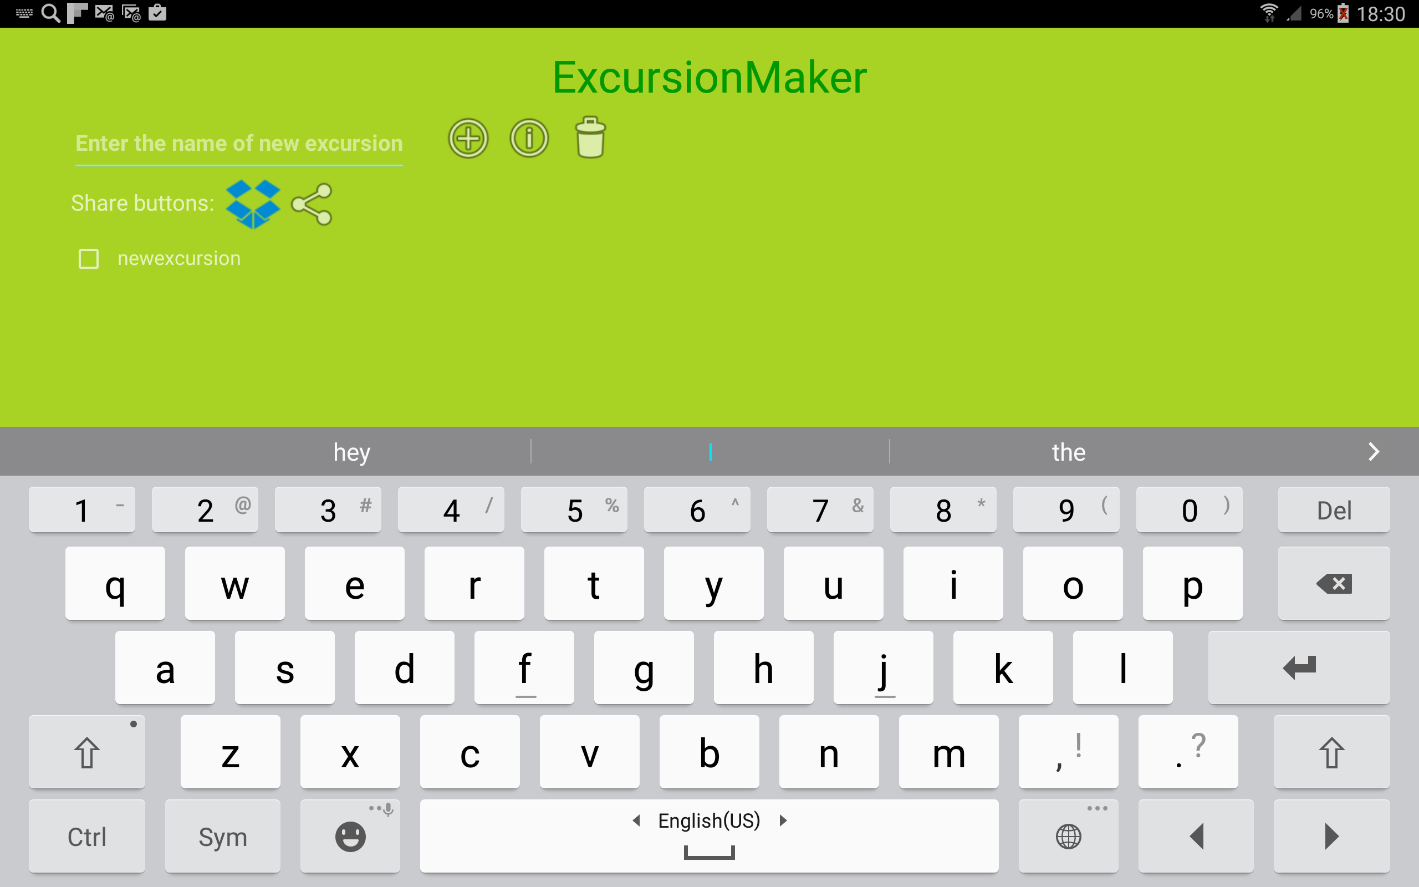 96% 18:30
ExcursionMaker
Enter the name of new excursion
Share buttons:
newexcursion
hey I the
1 - 2 @ 3 # 4 / 5 % 6 ^ 7 & 8 * 9 ( 0 ) Del
q w e r t y u i o p
a s d f g h j k l
z x c v b n m , ! . ?
Ctrl Sym English(US)